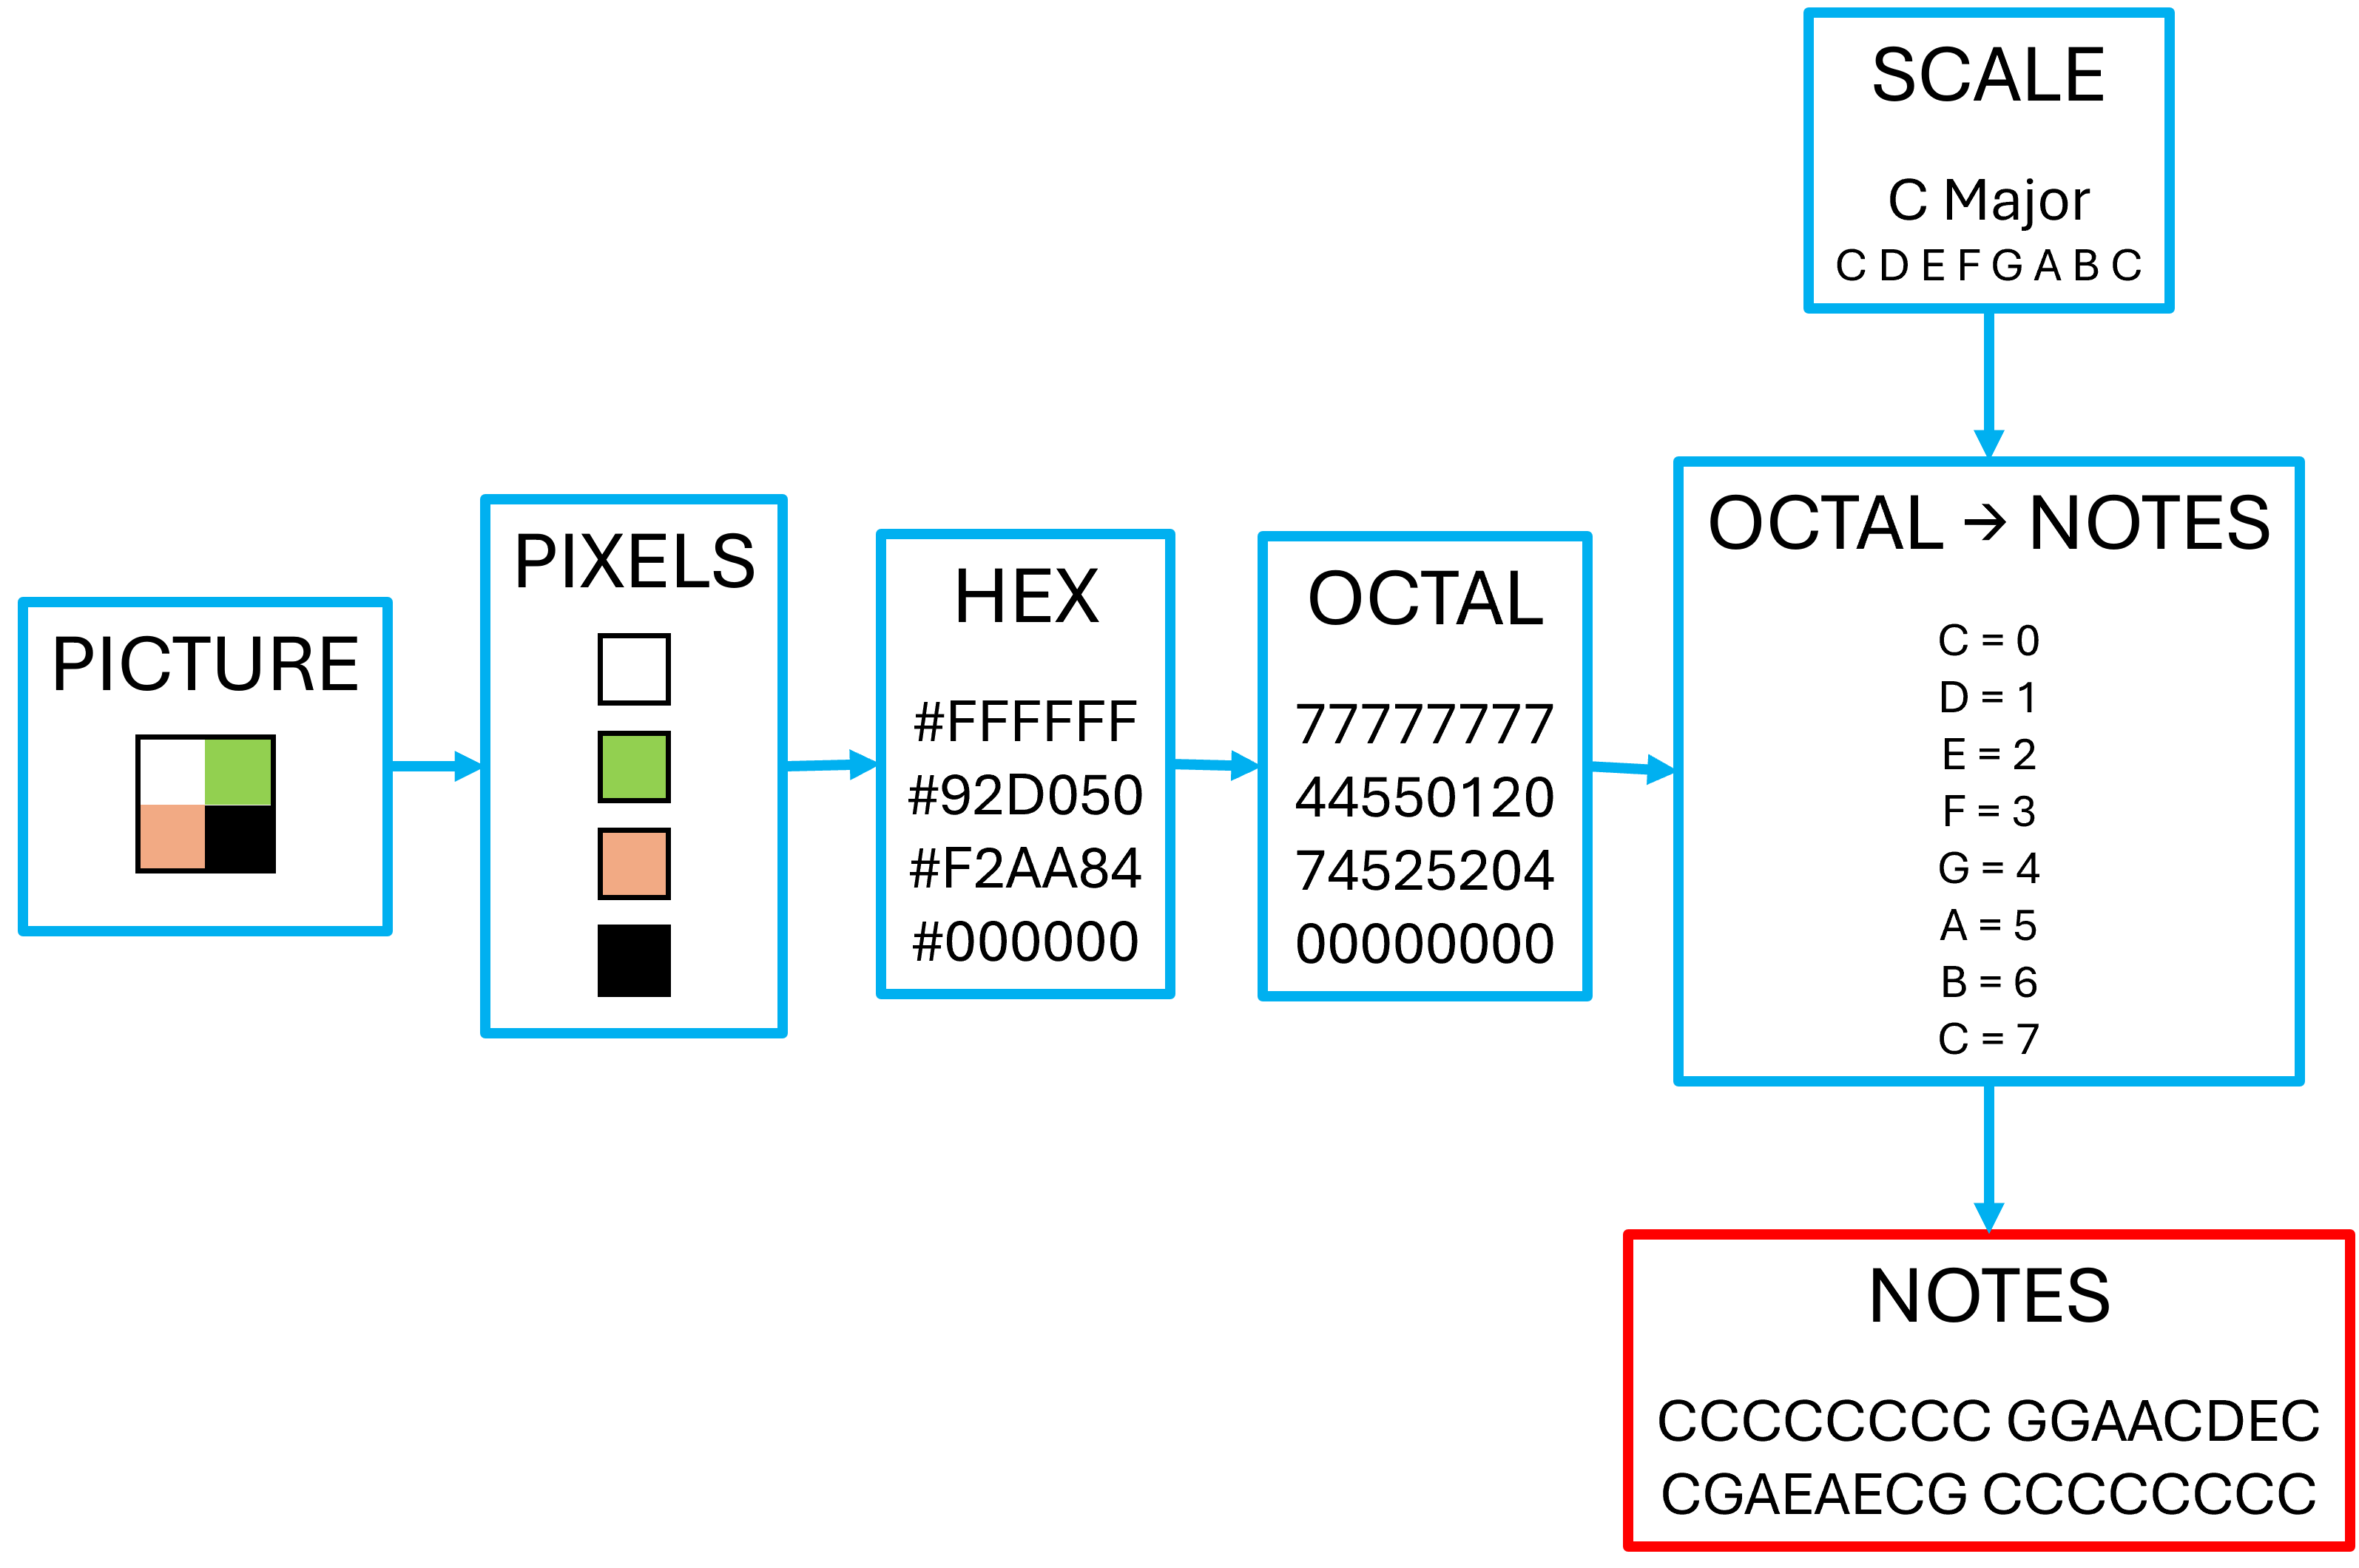 PICTURE
PIXELS
HEX
#FFFFFF
#92D050
#F2AA84
#000000
OCTAL
77777777
44550120
74525204
00000000
SCALE
C Major
C D E F G A B C
OCTAL → NOTES
C = 0
D = 1
E = 2
F = 3
G = 4
A = 5
B = 6
C = 7
NOTES
CCCCCCCC GGAACDEC
CGAEAECG CCCCCCCC